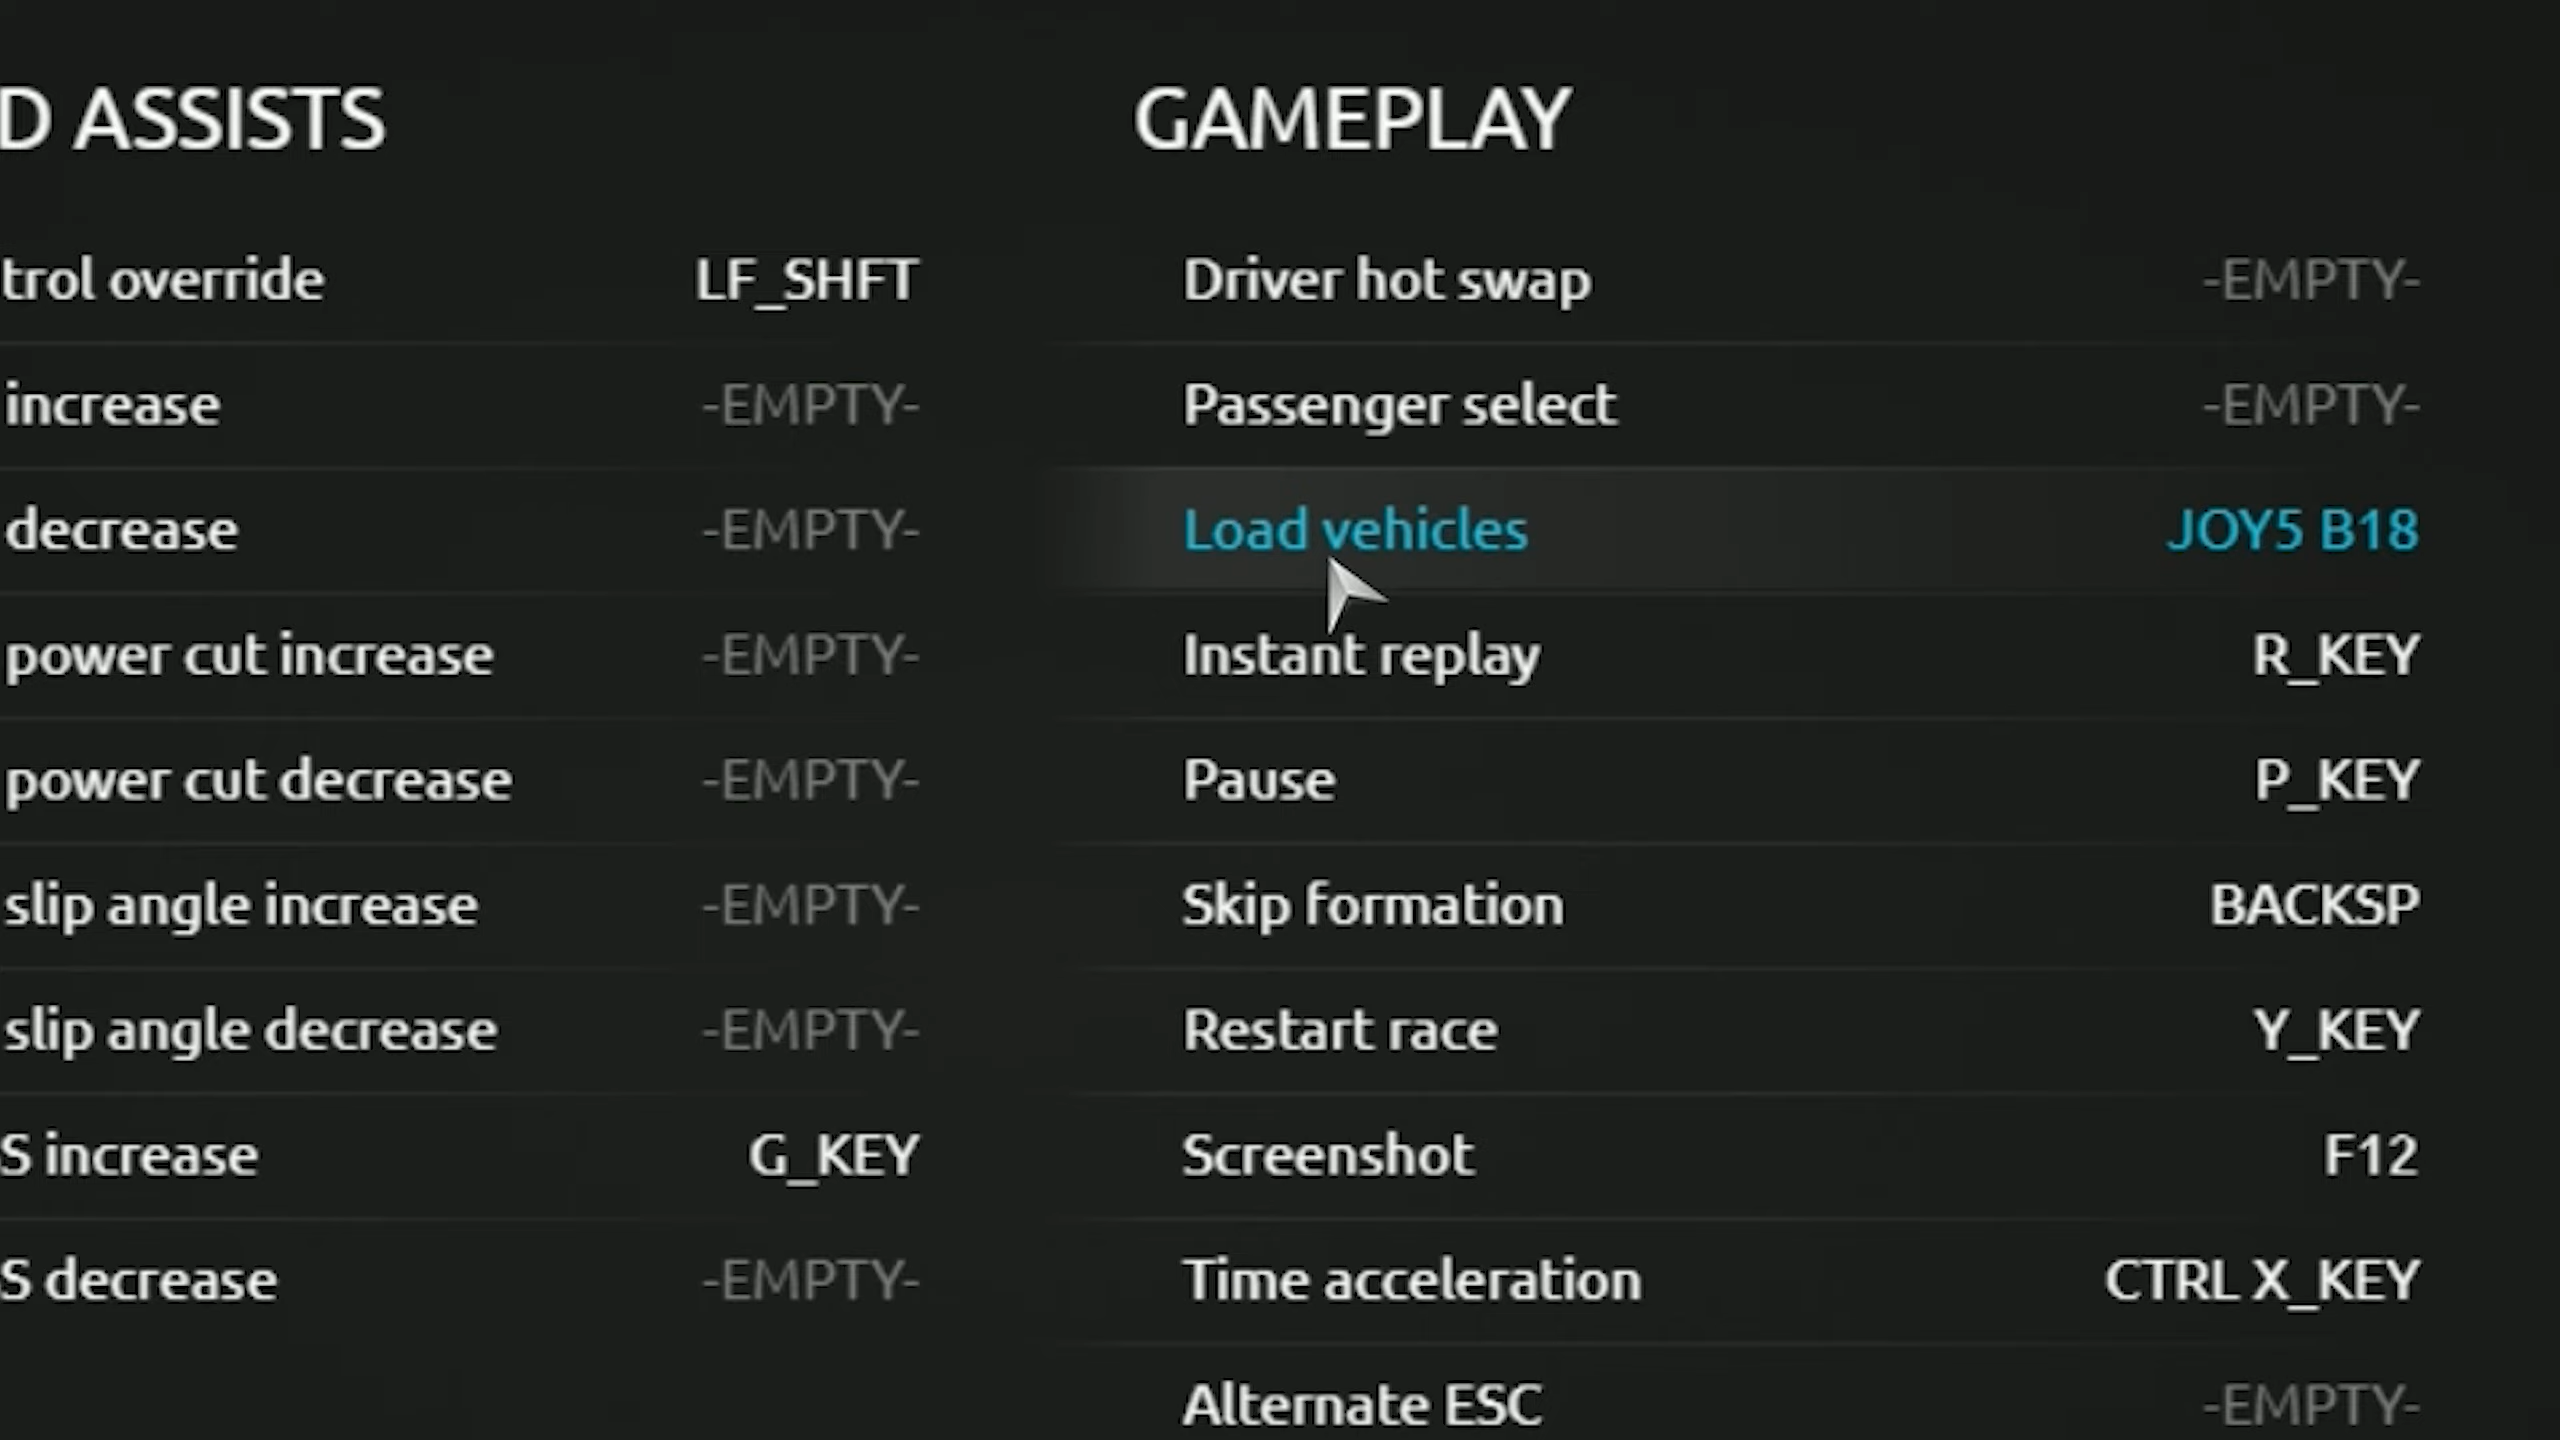 D ASSISTS
trol override LF_SHFT
increase -EMPTY-
decrease -EMPTY-
power cut increase -EMPTY-
power cut decrease -EMPTY-
slip angle increase -EMPTY-
slip angle decrease -EMPTY-
S increase G_KEY
S decrease -EMPTY-
GAMEPLAY
Driver hot swap -EMPTY-
Passenger select -EMPTY-
Load vehicles JOY5 B18
Instant replay R_KEY
Pause P_KEY
Skip formation BACKSP
Restart race Y_KEY
Screenshot F12
Time acceleration CTRL X_KEY
Alternate ESC -EMPTY-